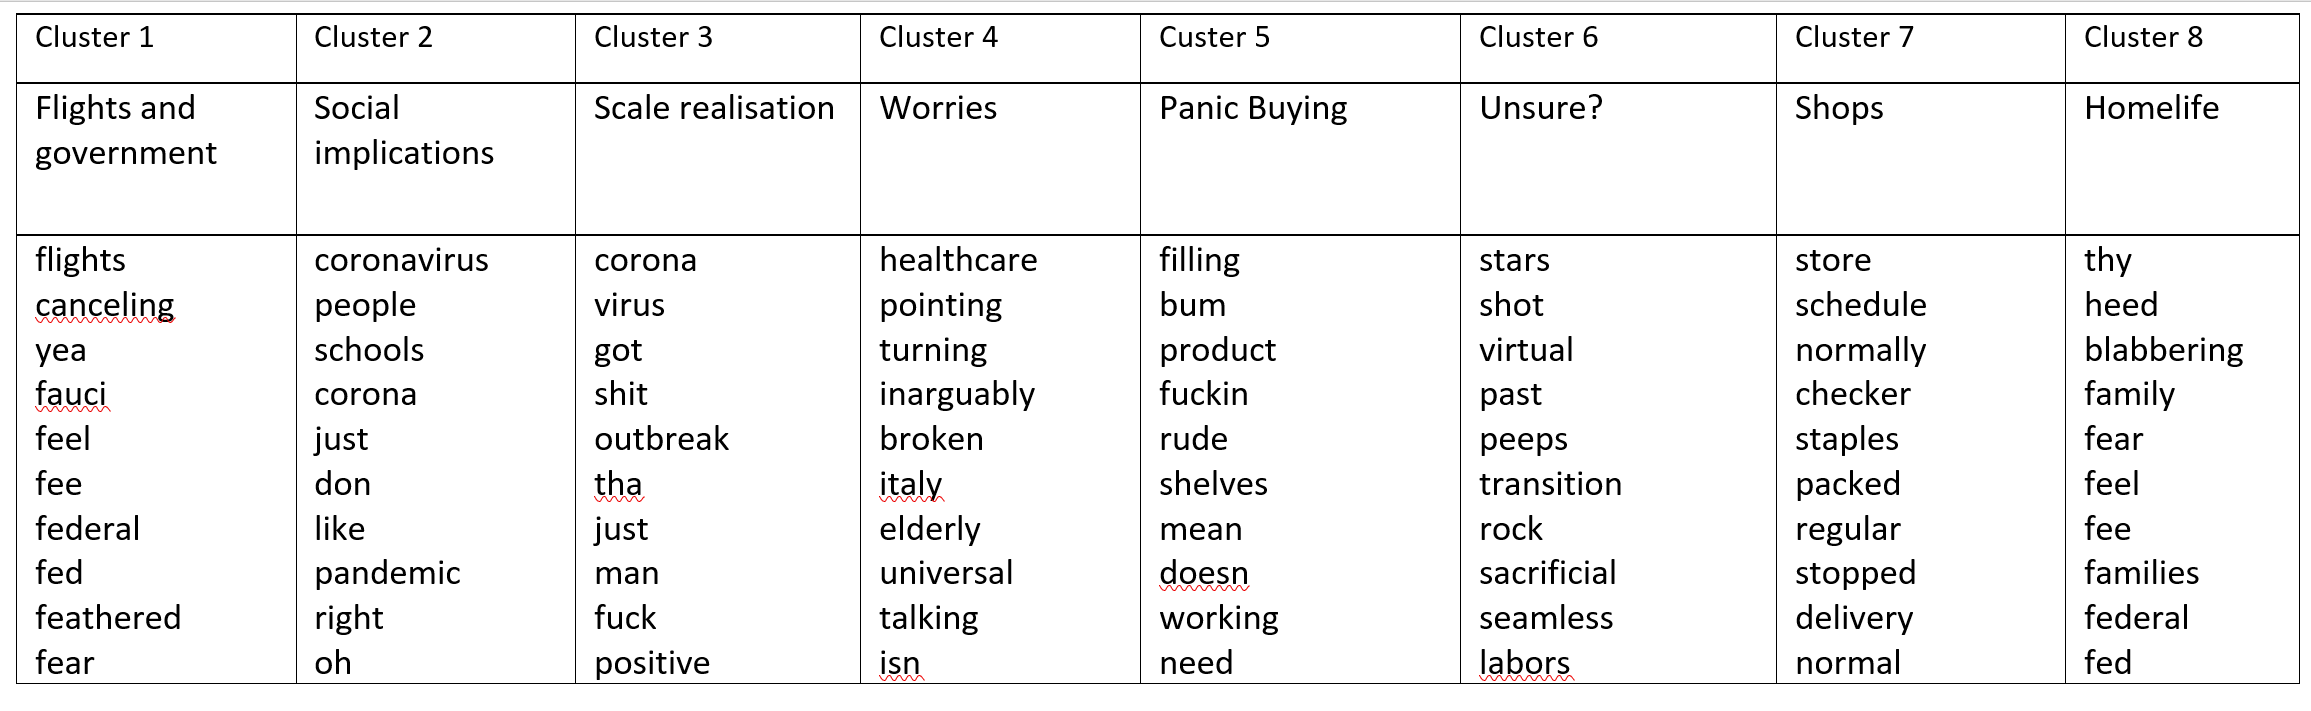 Cluster 1 Cluster 2 Cluster 3 Cluster 4 Custer 5 Cluster 6 Cluster 7 Cluster 8
Flights and Social Scale realisation Worries Panic Buying Unsure? Shops Homelife
government implications
flights coronavirus corona healthcare filling stars store thy
canceling people virus pointing bum shot schedule heed
yea schools got turning product virtual normally blabbering
fauci corona shit inarguably fuckin past checker family
feel just outbreak broken rude peeps staples fear
fee don tha italy shelves transition packed feel
federal like just elderly mean rock regular fee
fed pandemic man universal doesn sacrificial stopped families
feathered right fuck talking working seamless delivery federal
fear oh positive isn need labors normal fed